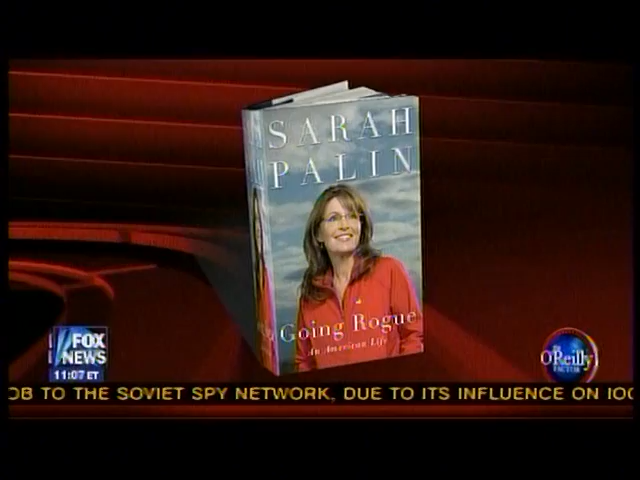 SARAH
PALIN
Going Rogue
An American Life
FOX
NEWS
11:07 ET
O'Reilly
FACTOR
OB TO THE SOVIET SPY NETWORK, DUE TO ITS INFLUENCE ON